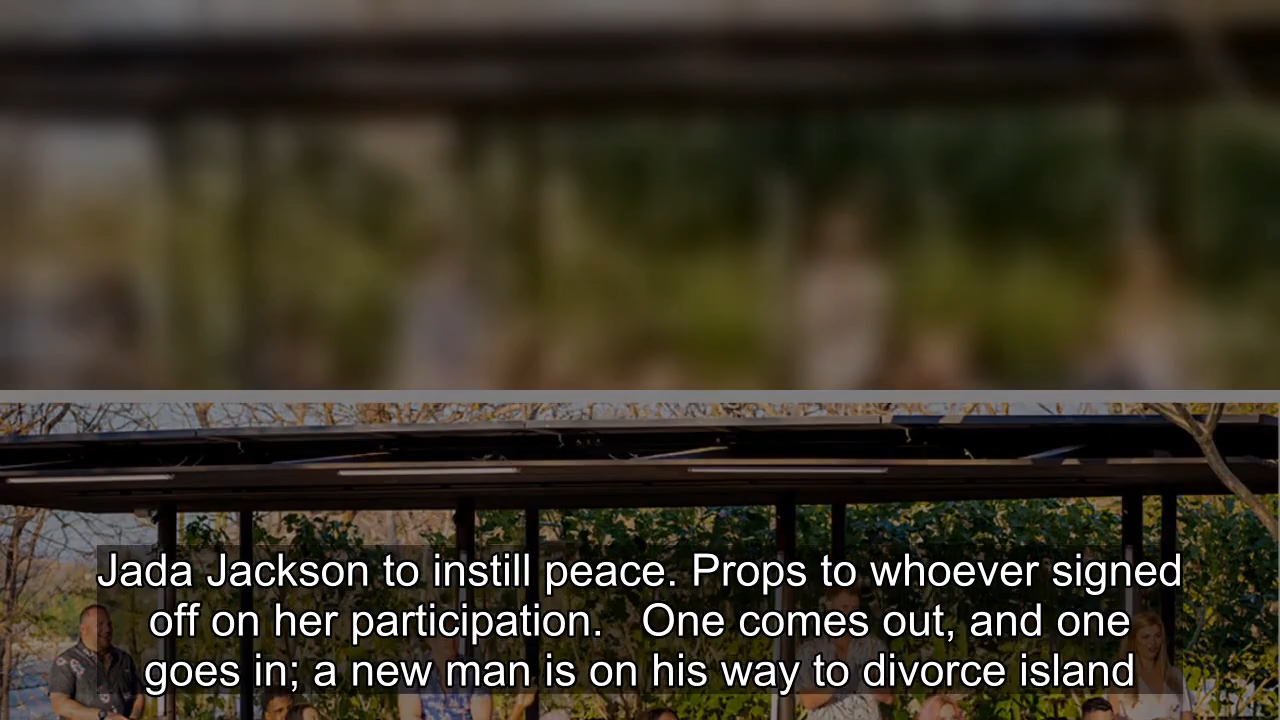 Jada Jackson to instill peace. Props to whoever signed
off on her participation.   One comes out, and one
goes in; a new man is on his way to divorce island